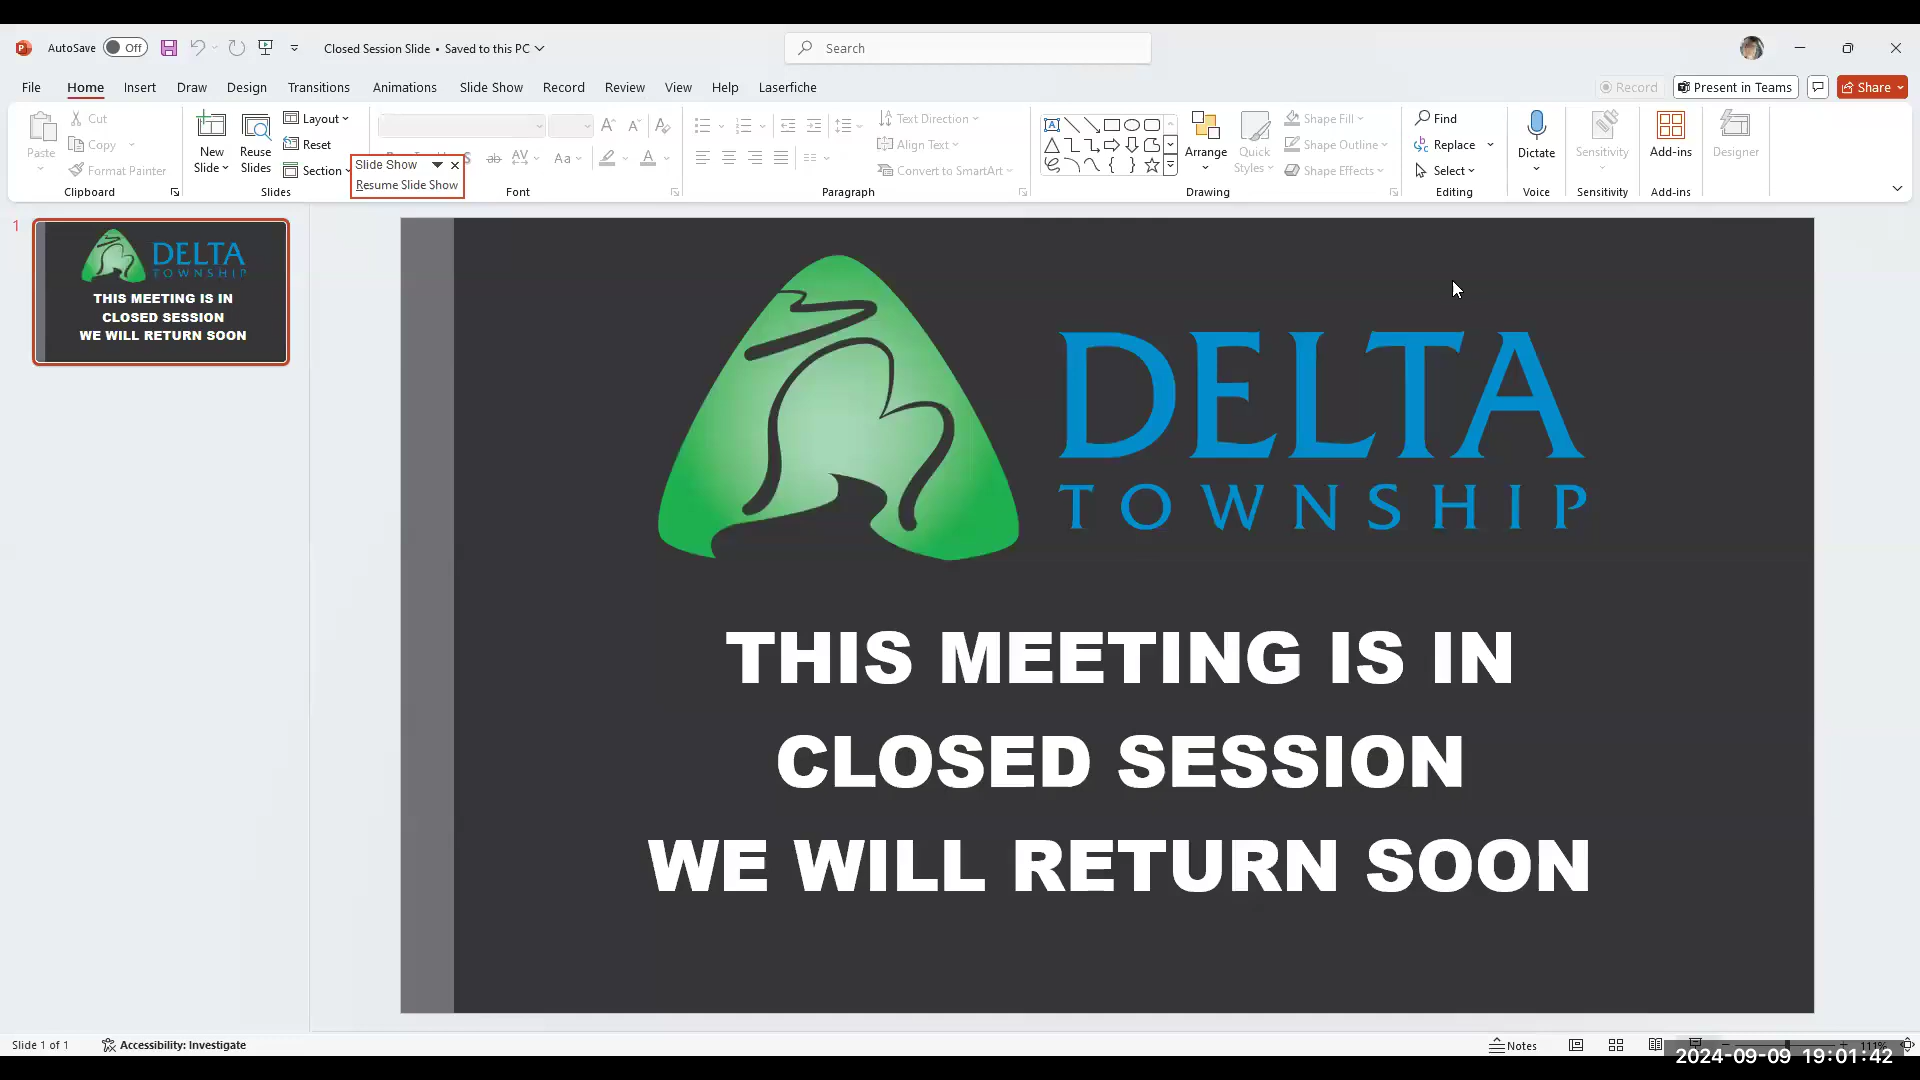 AutoSave Off Closed Session Slide • Saved to this PC Search
File Home Insert Draw Design Transitions Animations Slide Show Record Review View Help Laserfiche Record Present in Teams Share
Paste
Cut
Copy
Format Painter
Clipboard
New Slide
Reuse Slides
Layout
Reset
Section
Slides
Slide Show
Resume Slide Show
Font
Text Direction
Align Text
Convert to SmartArt
Paragraph
Arrange
Quick Styles
Shape Fill
Shape Outline
Shape Effects
Drawing
Find
Replace
Select
Editing
Dictate
Voice
Sensitivity
Sensitivity
Add-ins
Add-ins
Designer
1
DELTA
TOWNSHIP
THIS MEETING IS IN
CLOSED SESSION
WE WILL RETURN SOON
DELTA
TOWNSHIP
THIS MEETING IS IN
CLOSED SESSION
WE WILL RETURN SOON
Slide 1 of 1 Accessibility: Investigate Notes 111%
2024-09-09 19:01:42